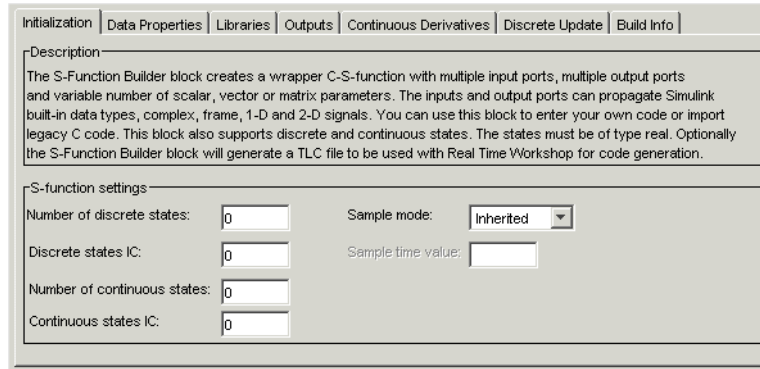 Initialization Data Properties Libraries Outputs Continuous Derivatives Discrete Update Build Info
Description
The S-Function Builder block creates a wrapper C-S-function with multiple input ports, multiple output ports
and variable number of scalar, vector or matrix parameters. The inputs and output ports can propagate Simulink
built-in data types, complex, frame, 1-D and 2-D signals. You can use this block to enter your own code or import
legacy C code. This block also supports discrete and continuous states. The states must be of type real. Optionally
the S-Function Builder block will generate a TLC file to be used with Real Time Workshop for code generation.
S-function settings
Number of discrete states: 0 Sample mode: Inherited
Discrete states IC: 0 Sample time value:
Number of continuous states: 0
Continuous states IC: 0